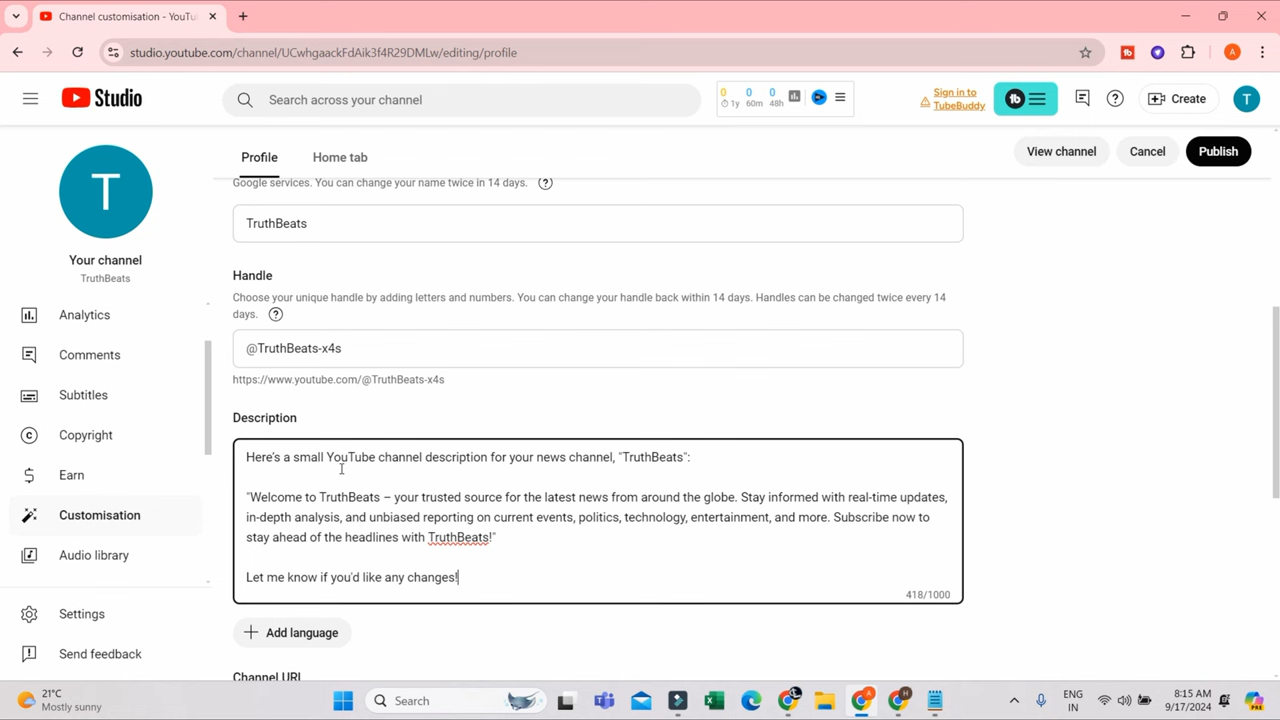 Channel customisation - YouTu
studio.youtube.com/channel/UCwhgaackFdAik3f4R29DMLw/editing/profile
A
Studio
Search across your channel
0 0 0
1y 60m 48h
Sign in to
TubeBuddy
tb
Create
T
Profile
Home tab
View channel
Cancel
Publish
T
Your channel
TruthBeats
Analytics
Comments
Subtitles
Copyright
Earn
Customisation
Audio library
Settings
Send feedback
Google services. You can change your name twice in 14 days.
TruthBeats
Handle
Choose your unique handle by adding letters and numbers. You can change your handle back within 14 days. Handles can be changed twice every 14
days.
@TruthBeats-x4s
https://www.youtube.com/@TruthBeats-x4s
Description
Here's a small YouTube channel description for your news channel, "TruthBeats":
"Welcome to TruthBeats – your trusted source for the latest news from around the globe. Stay informed with real-time updates,
in-depth analysis, and unbiased reporting on current events, politics, technology, entertainment, and more. Subscribe now to
stay ahead of the headlines with TruthBeats!"
Let me know if you'd like any changes!
418/1000
Add language
Channel URL
21°C
Mostly sunny
Search
ENG
IN
8:15 AM
9/17/2024